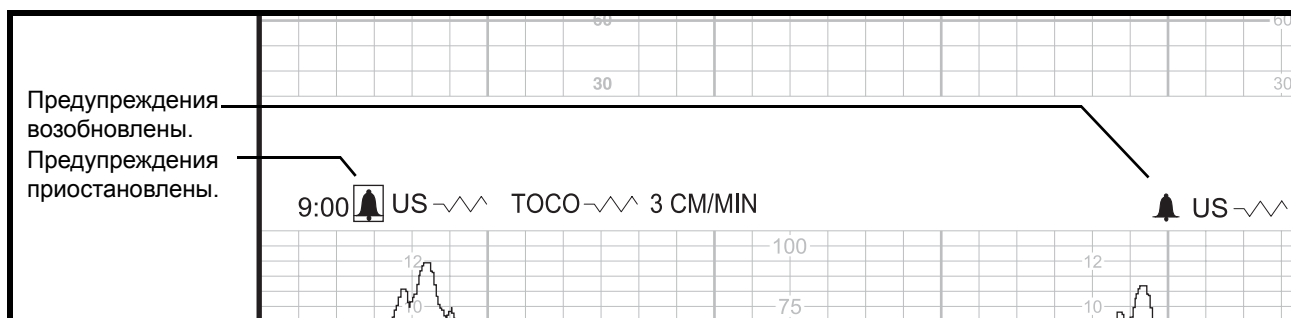 60
60
30
30
Предупреждения
возобновлены.
Предупреждения
приостановлены.
9:00 US TOCO 3 CM/MIN
US
100
12
12
75
10
10